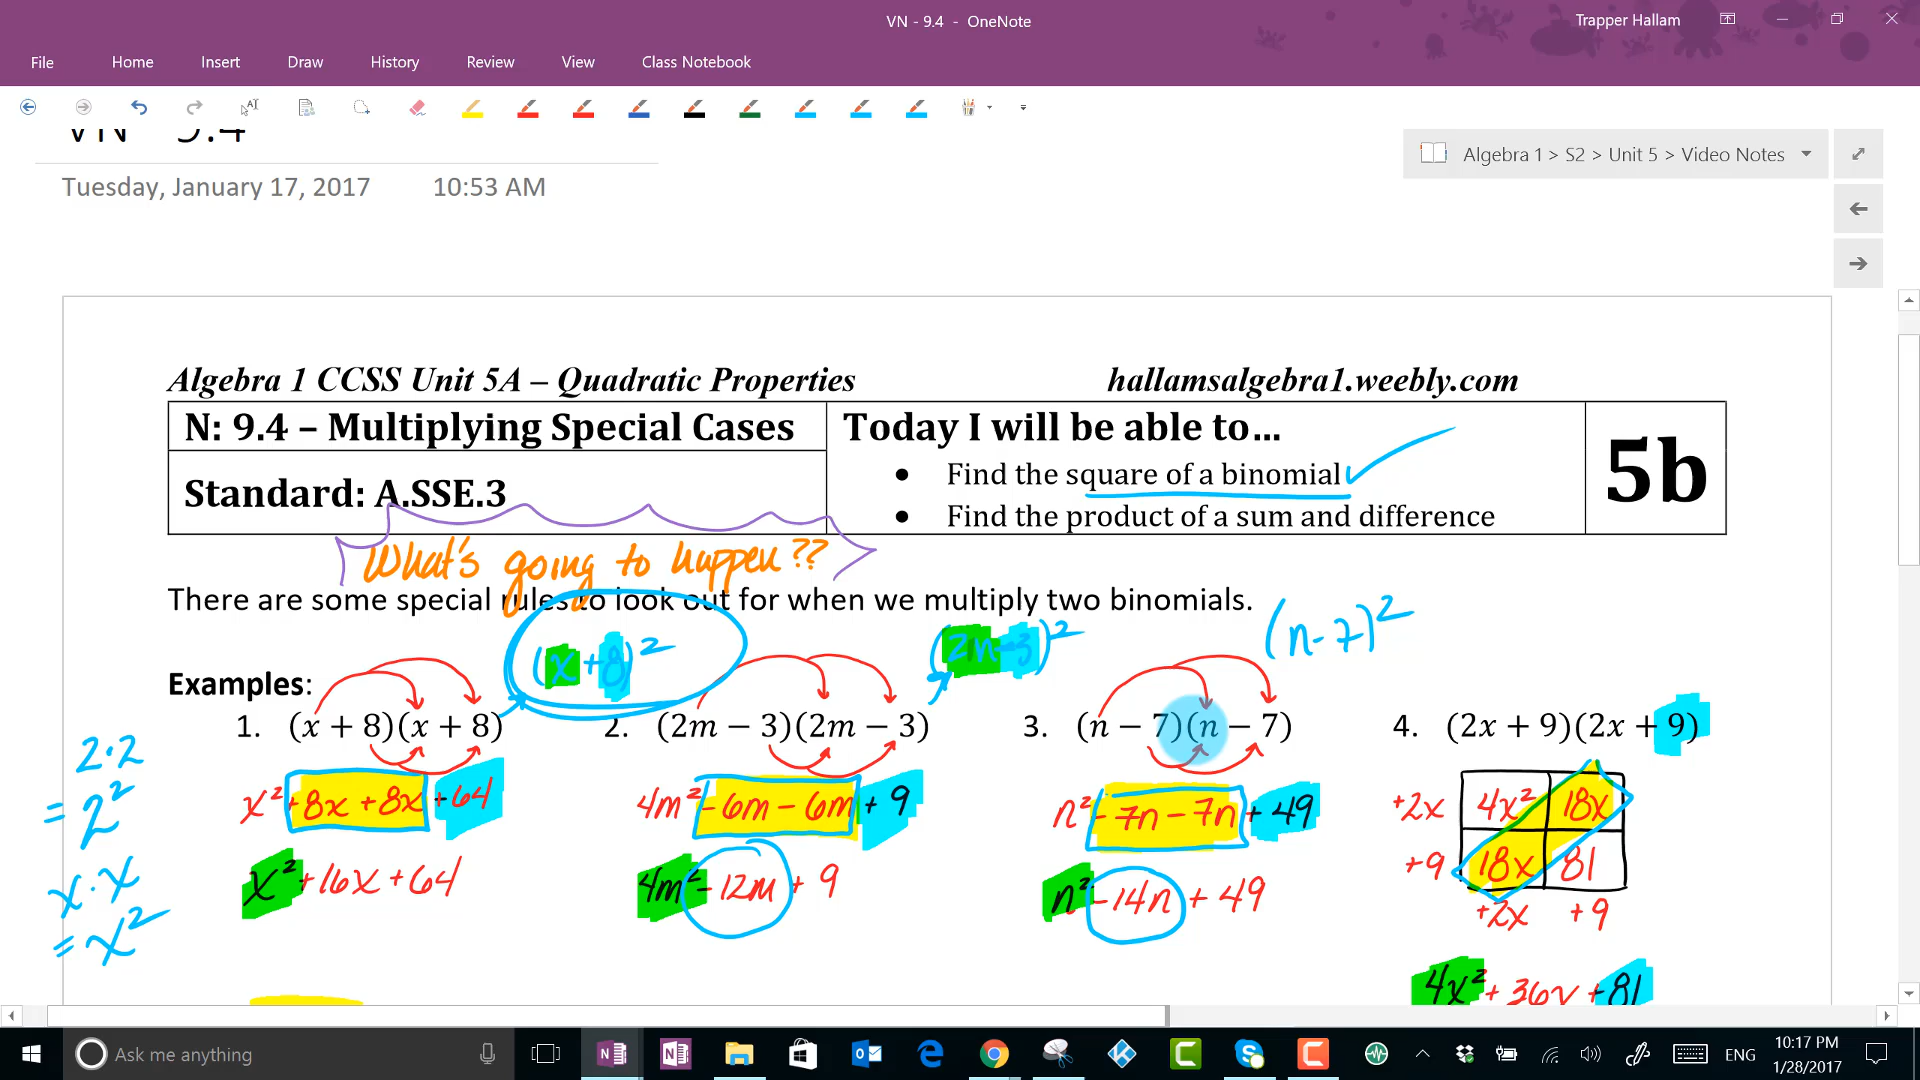 VN - 9.4 - OneNote
Trapper Hallam
File Home Insert Draw History Review View Class Notebook
VN 9.4
Algebra 1 > S2 > Unit 5 > Video Notes
Tuesday, January 17, 2017 10:53 AM
Algebra 1 CCSS Unit 5A – Quadratic Properties hallamsalgebra1.weebly.com
N: 9.4 – Multiplying Special Cases
Standard: A.SSE.3
Today I will be able to...
• Find the square of a binomial
• Find the product of a sum and difference
5b
What's going to happen??
There are some special rules to look out for when we multiply two binomials.
(x+8)²
(2n-3)²
(n-7)²
Examples:
1. (x + 8)(x + 8)
x²+8x+8x+64
x²+16x+64
2·2
=2²
x·x
=x²
2. (2m − 3)(2m − 3)
4m²-6m-6m+9
4m²-12m+9
3. (n − 7)(n − 7)
n²-7n-7n+49
n²-14n+49
4. (2x + 9)(2x + 9)
+2x 4x² 18x
+9 18x 81
+2x +9
4x²+36x+81
Ask me anything
ENG
10:17 PM
1/28/2017